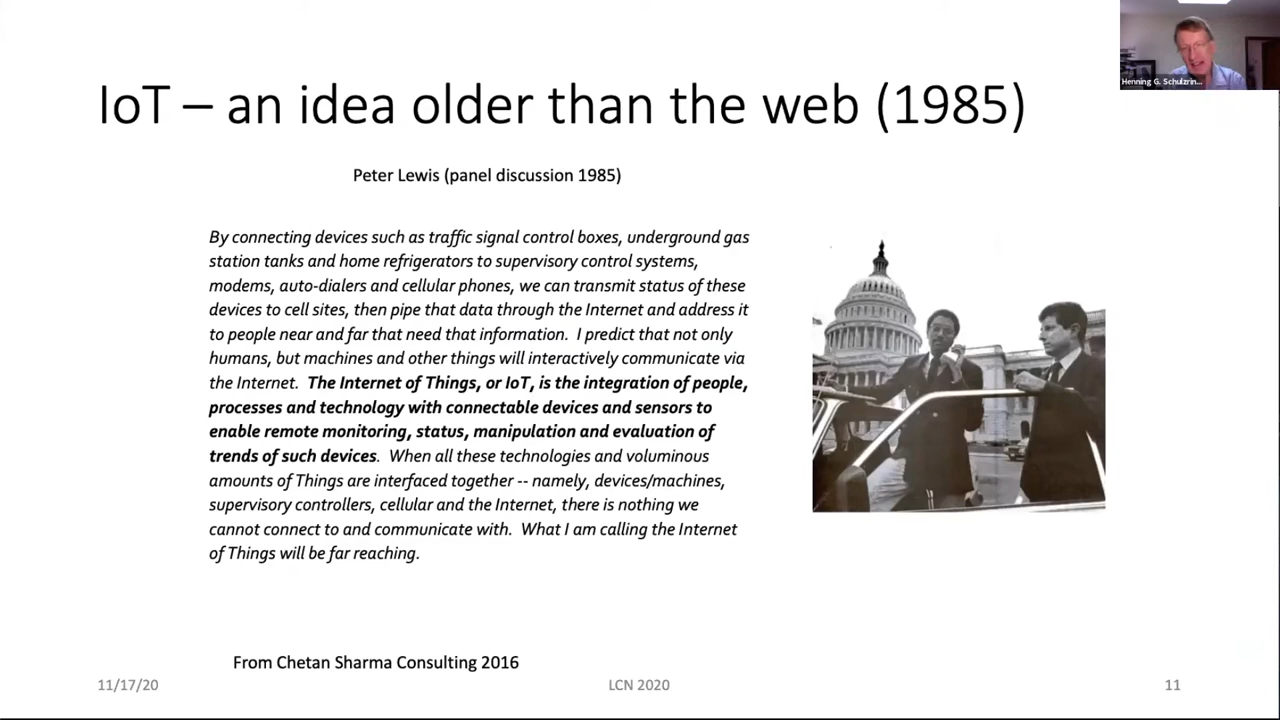 Henning G. Schulzrin...
IoT – an idea older than the web (1985)
Peter Lewis (panel discussion 1985)
By connecting devices such as traffic signal control boxes, underground gas
station tanks and home refrigerators to supervisory control systems,
modems, auto-dialers and cellular phones, we can transmit status of these
devices to cell sites, then pipe that data through the Internet and address it
to people near and far that need that information.  I predict that not only
humans, but machines and other things will interactively communicate via
the Internet.  The Internet of Things, or IoT, is the integration of people,
processes and technology with connectable devices and sensors to
enable remote monitoring, status, manipulation and evaluation of
trends of such devices.  When all these technologies and voluminous
amounts of Things are interfaced together -- namely, devices/machines,
supervisory controllers, cellular and the Internet, there is nothing we
cannot connect to and communicate with.  What I am calling the Internet
of Things will be far reaching.
From Chetan Sharma Consulting 2016
11/17/20
LCN 2020
11